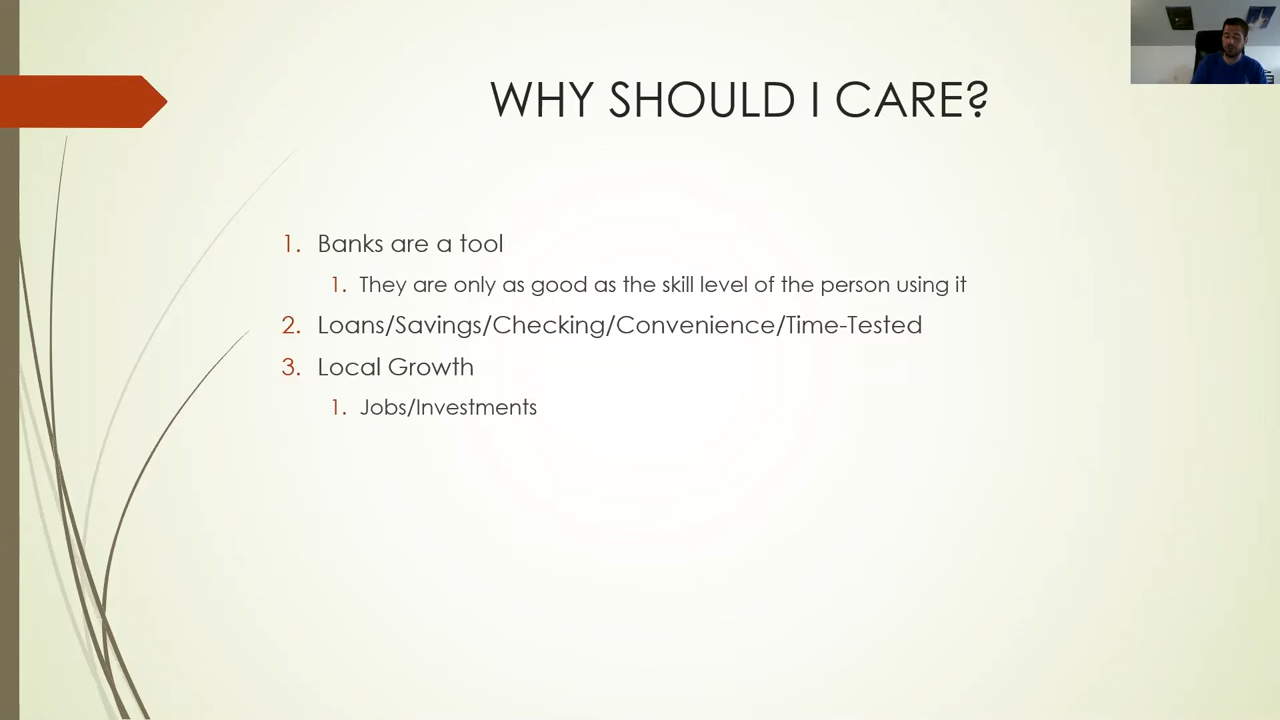 WHY SHOULD I CARE?
1. Banks are a tool
1. They are only as good as the skill level of the person using it
2. Loans/Savings/Checking/Convenience/Time-Tested
3. Local Growth
1. Jobs/Investments